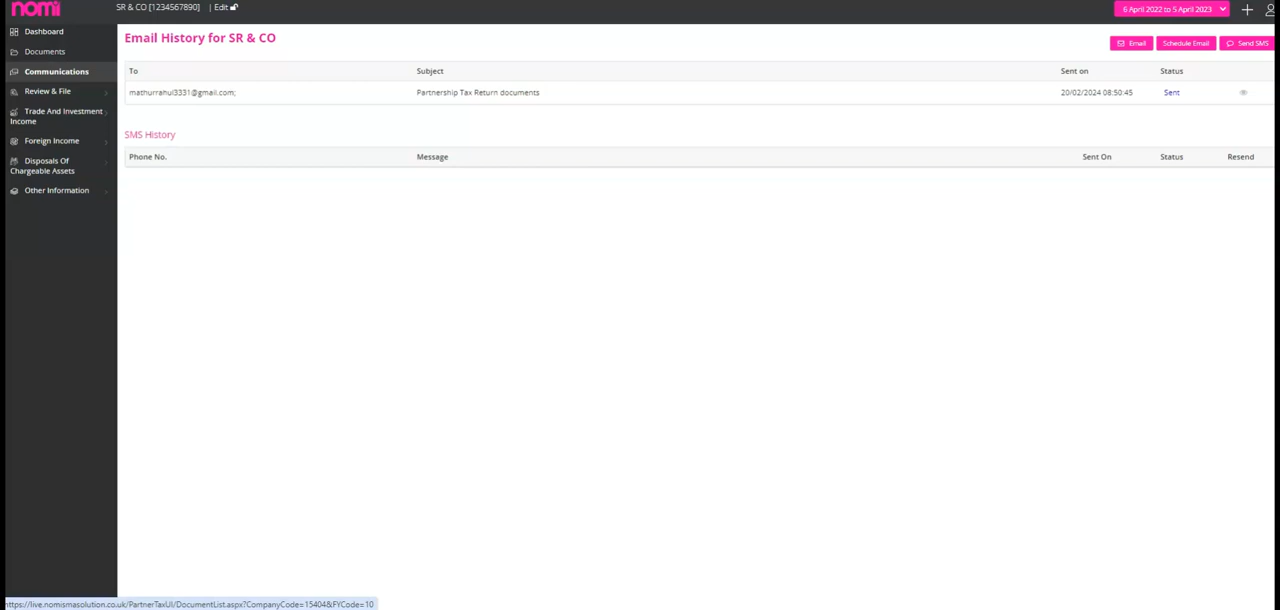 nomi
SR & CO [1234567890] | Edit
6 April 2022 to 5 April 2023
Dashboard
Documents
Communications
Review & File
Trade And Investment
Income
Foreign Income
Disposals Of
Chargeable Assets
Other Information
Email History for SR & CO
Email
Schedule Email
Send SMS
To Subject Sent on Status
mathurrahul3331@gmail.com; Partnership Tax Return documents 20/02/2024 08:50:45 Sent
SMS History
Phone No. Message Sent On Status Resend
https://live.nomismasolution.co.uk/PartnerTaxUI/DocumentList.aspx?CompanyCode=15404&FYCode=10